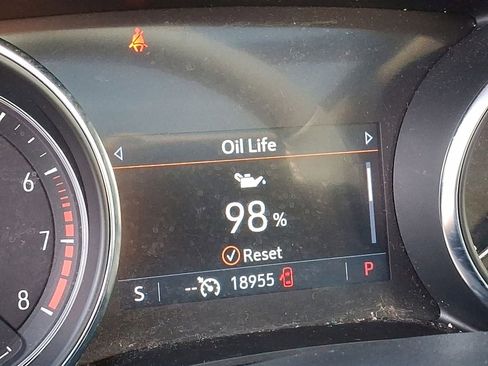 Oil Life
6
98 %
7
Reset
8
S --- 18955 P